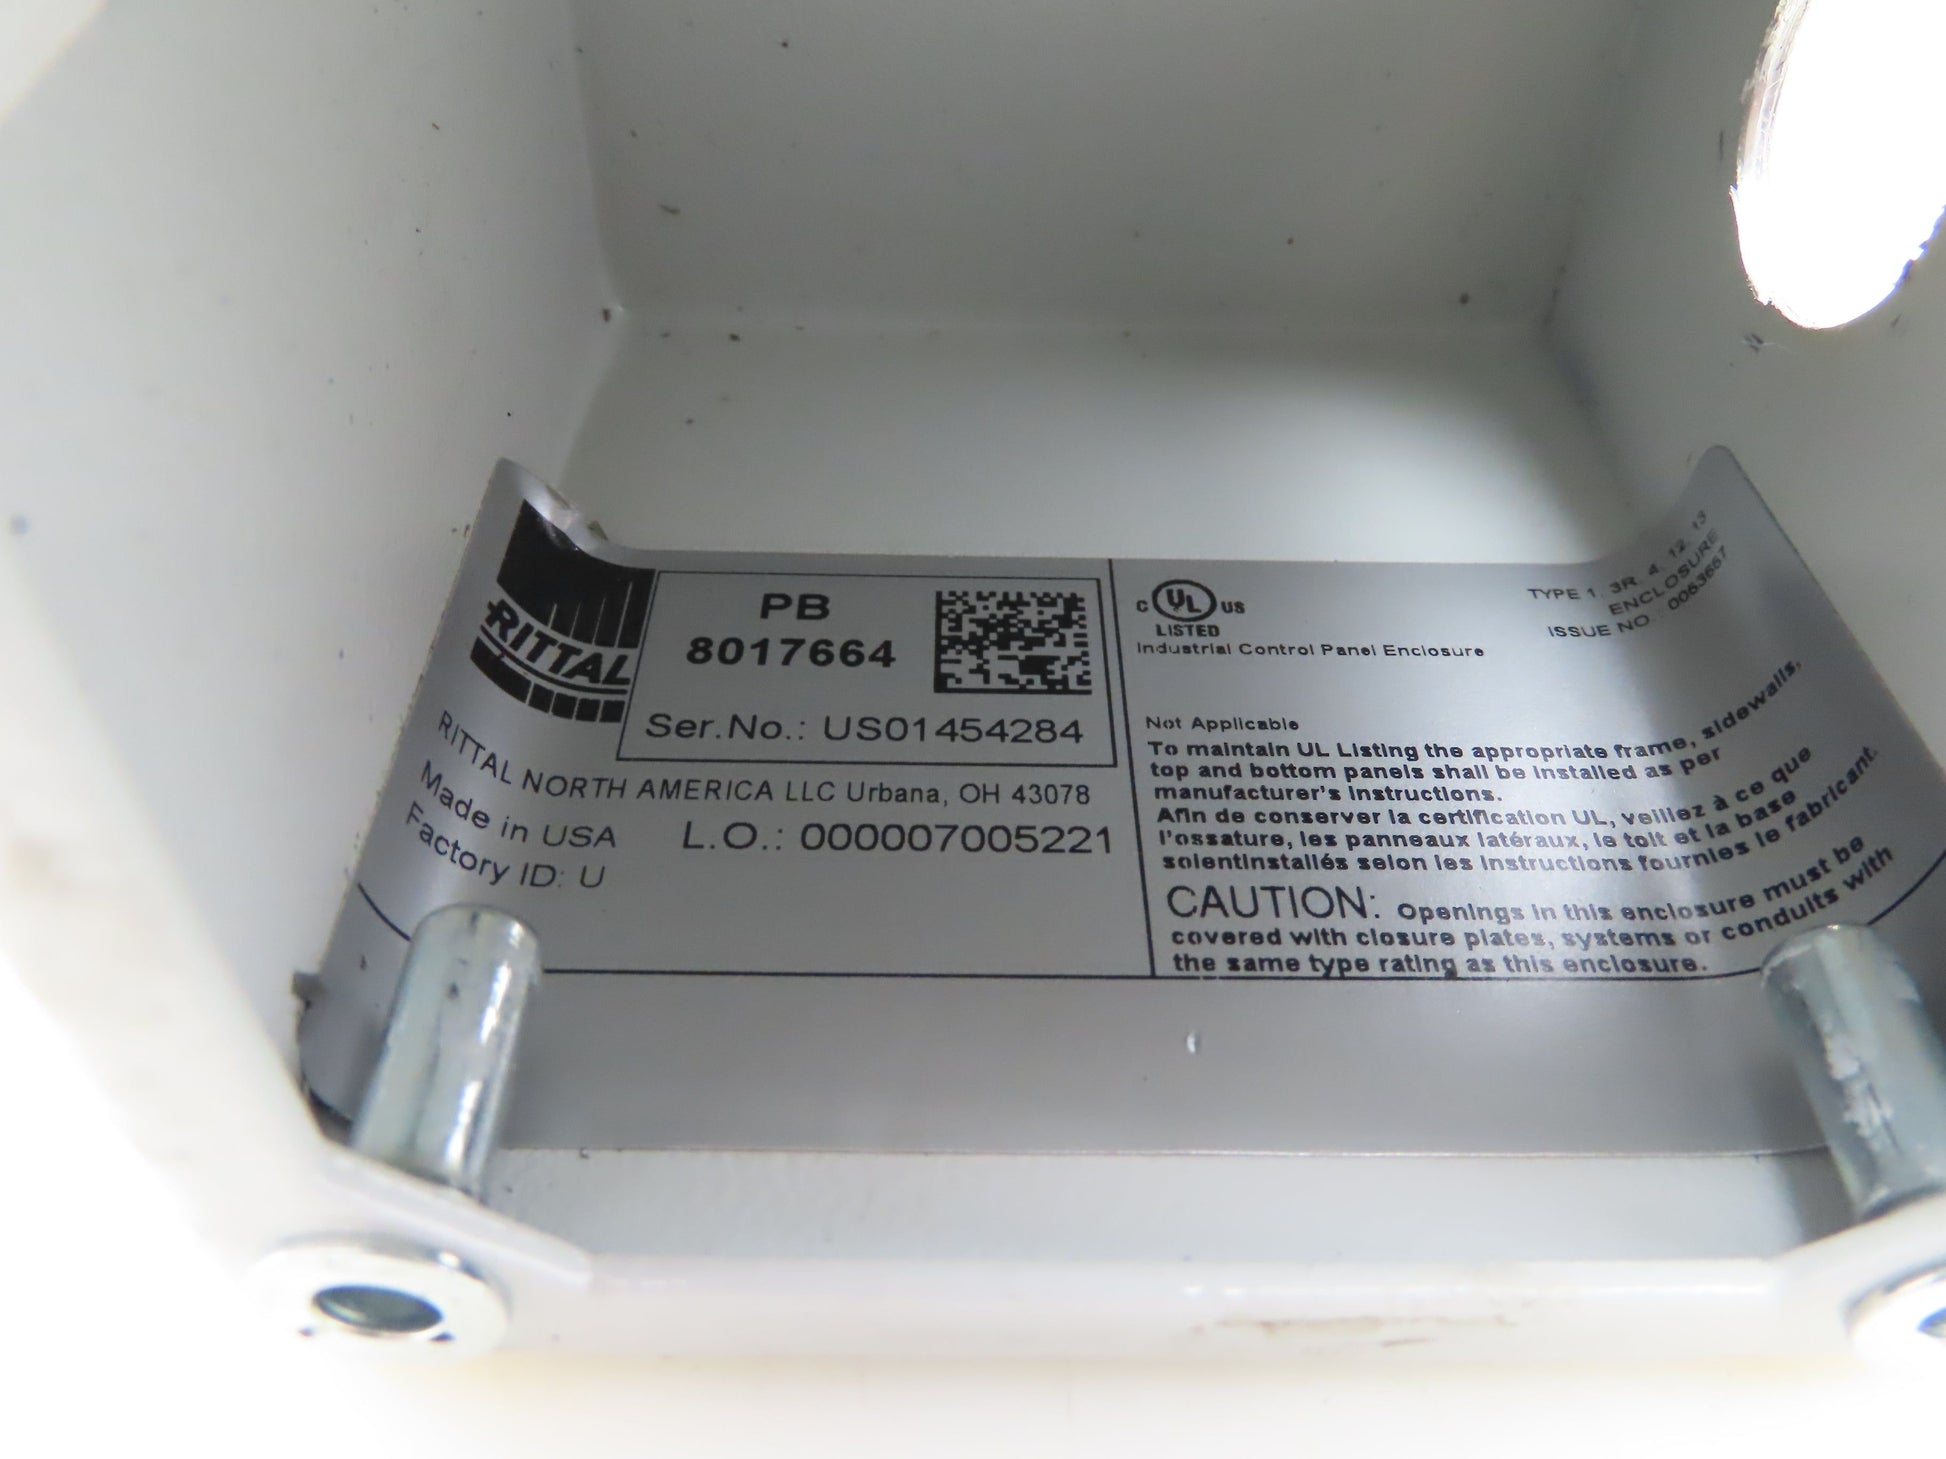 RITTAL
PB
8017664
Ser.No.: US01454284
RITTAL NORTH AMERICA LLC Urbana, OH 43078
Made in USA
L.O.: 000007005221
Factory ID: U
C UL US
LISTED
Industrial Control Panel Enclosure
TYPE 1, 3R, 4, 12, 13
ENCLOSURE
ISSUE NO. 0053667
Not Applicable
To maintain UL Listing the appropriate frame, sidewalls,
top and bottom panels shall be installed as per
manufacturer's instructions.
Afin de conserver la certification UL, veillez à ce que
l'ossature, les panneaux latéraux, le toit et la base
soientinstallés selon les instructions fournies le fabricant.
CAUTION: Openings in this enclosure must be
covered with closure plates, systems or conduits with
the same type rating as this enclosure.